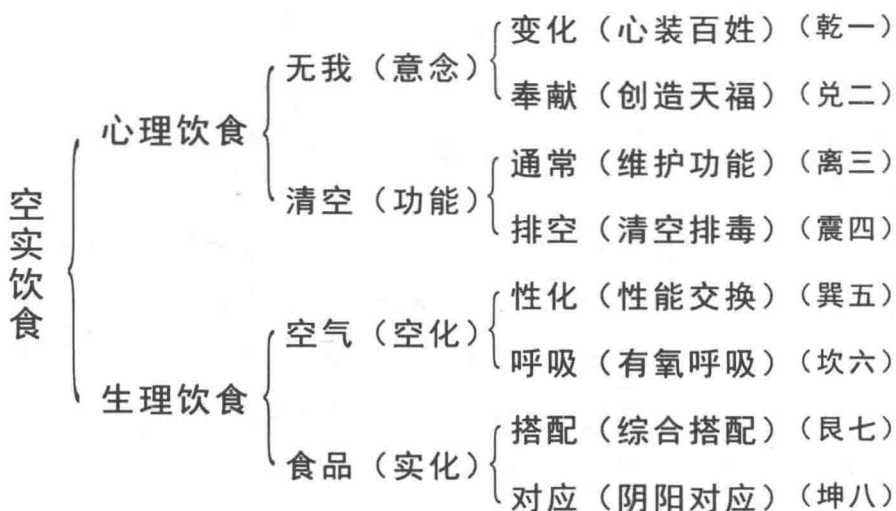 空实饮食
心理饮食
无我（意念）
变化（心装百姓）（乾一）
奉献（创造天福）（兑二）
清空（功能）
通常（维护功能）（离三）
排空（清空排毒）（震四）
生理饮食
空气（空化）
性化（性能交换）（巽五）
呼吸（有氧呼吸）（坎六）
食品（实化）
搭配（综合搭配）（艮七）
对应（阴阳对应）（坤八）